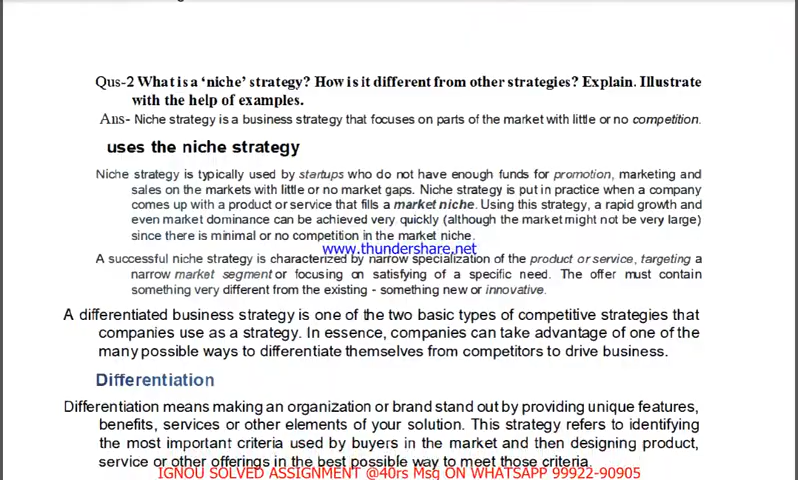 Qus-2 What is a ‘niche’ strategy? How is it different from other strategies? Explain. Illustrate
with the help of examples.
Ans- Niche strategy is a business strategy that focuses on parts of the market with little or no competition.
uses the niche strategy
Niche strategy is typically used by startups who do not have enough funds for promotion, marketing and
sales on the markets with little or no market gaps. Niche strategy is put in practice when a company
comes up with a product or service that fills a market niche. Using this strategy, a rapid growth and
even market dominance can be achieved very quickly (although the market might not be very large)
since there is minimal or no competition in the market niche.
www.thundershare.net
A successful niche strategy is characterized by narrow specialization of the product or service, targeting a
narrow market segment or focusing on satisfying of a specific need. The offer must contain
something very different from the existing - something new or innovative.
A differentiated business strategy is one of the two basic types of competitive strategies that
companies use as a strategy. In essence, companies can take advantage of one of the
many possible ways to differentiate themselves from competitors to drive business.
Differentiation
Differentiation means making an organization or brand stand out by providing unique features,
benefits, services or other elements of your solution. This strategy refers to identifying
the most important criteria used by buyers in the market and then designing product,
service or other offerings in the best possible way to meet those criteria.
IGNOU SOLVED ASSIGNMENT @40rs Msg ON WHATSAPP 99922-90905